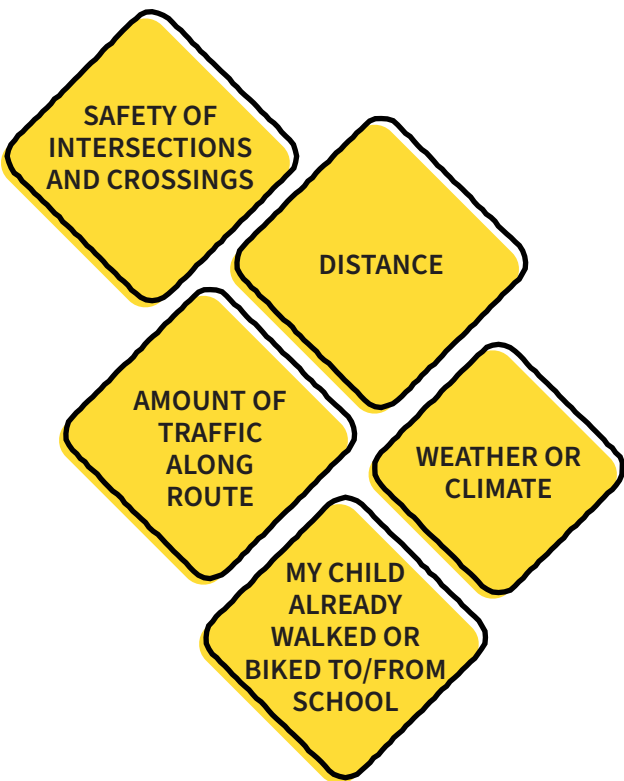 SAFETY OF
INTERSECTIONS
AND CROSSINGS
DISTANCE
AMOUNT OF
TRAFFIC
ALONG
ROUTE
WEATHER OR
CLIMATE
MY CHILD
ALREADY
WALKED OR
BIKED TO/FROM
SCHOOL